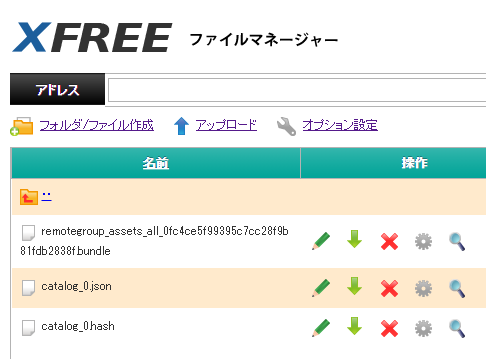 XFREE ファイルマネージャー
アドレス
フォルダ/ファイル作成 アップロード オプション設定
名前 操作
..
remotegroup_assets_all_0fc4ce5f99395c7cc28f9b
81fdb2838f.bundle
catalog_0.json
catalog_0.hash